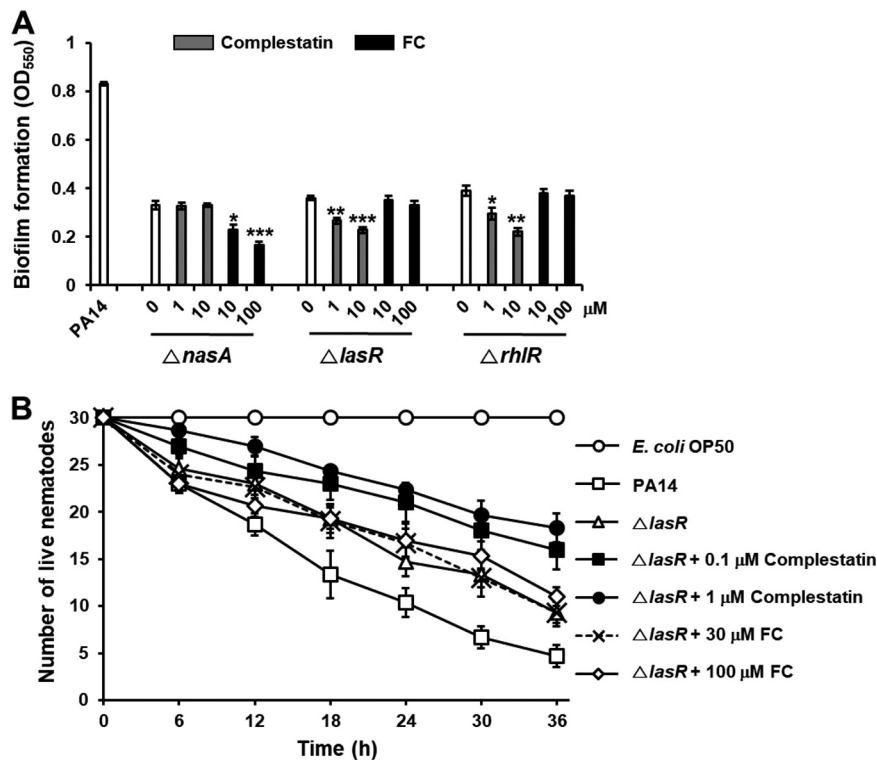 A
Complestatin FC
Biofilm formation (OD550)
1
0.8
0.6
0.4
0.2
0
* *** ** *** * **
PA14 0 1 10 10 100 0 1 10 10 100 0 1 10 10 100 μM
△nasA △lasR △rhlR
B
Number of live nematodes
30
25
20
15
10
5
0
0 6 12 18 24 30 36
Time (h)
E. coli OP50
PA14
△lasR
△lasR + 0.1 μM Complestatin
△lasR + 1 μM Complestatin
△lasR + 30 μM FC
△lasR + 100 μM FC